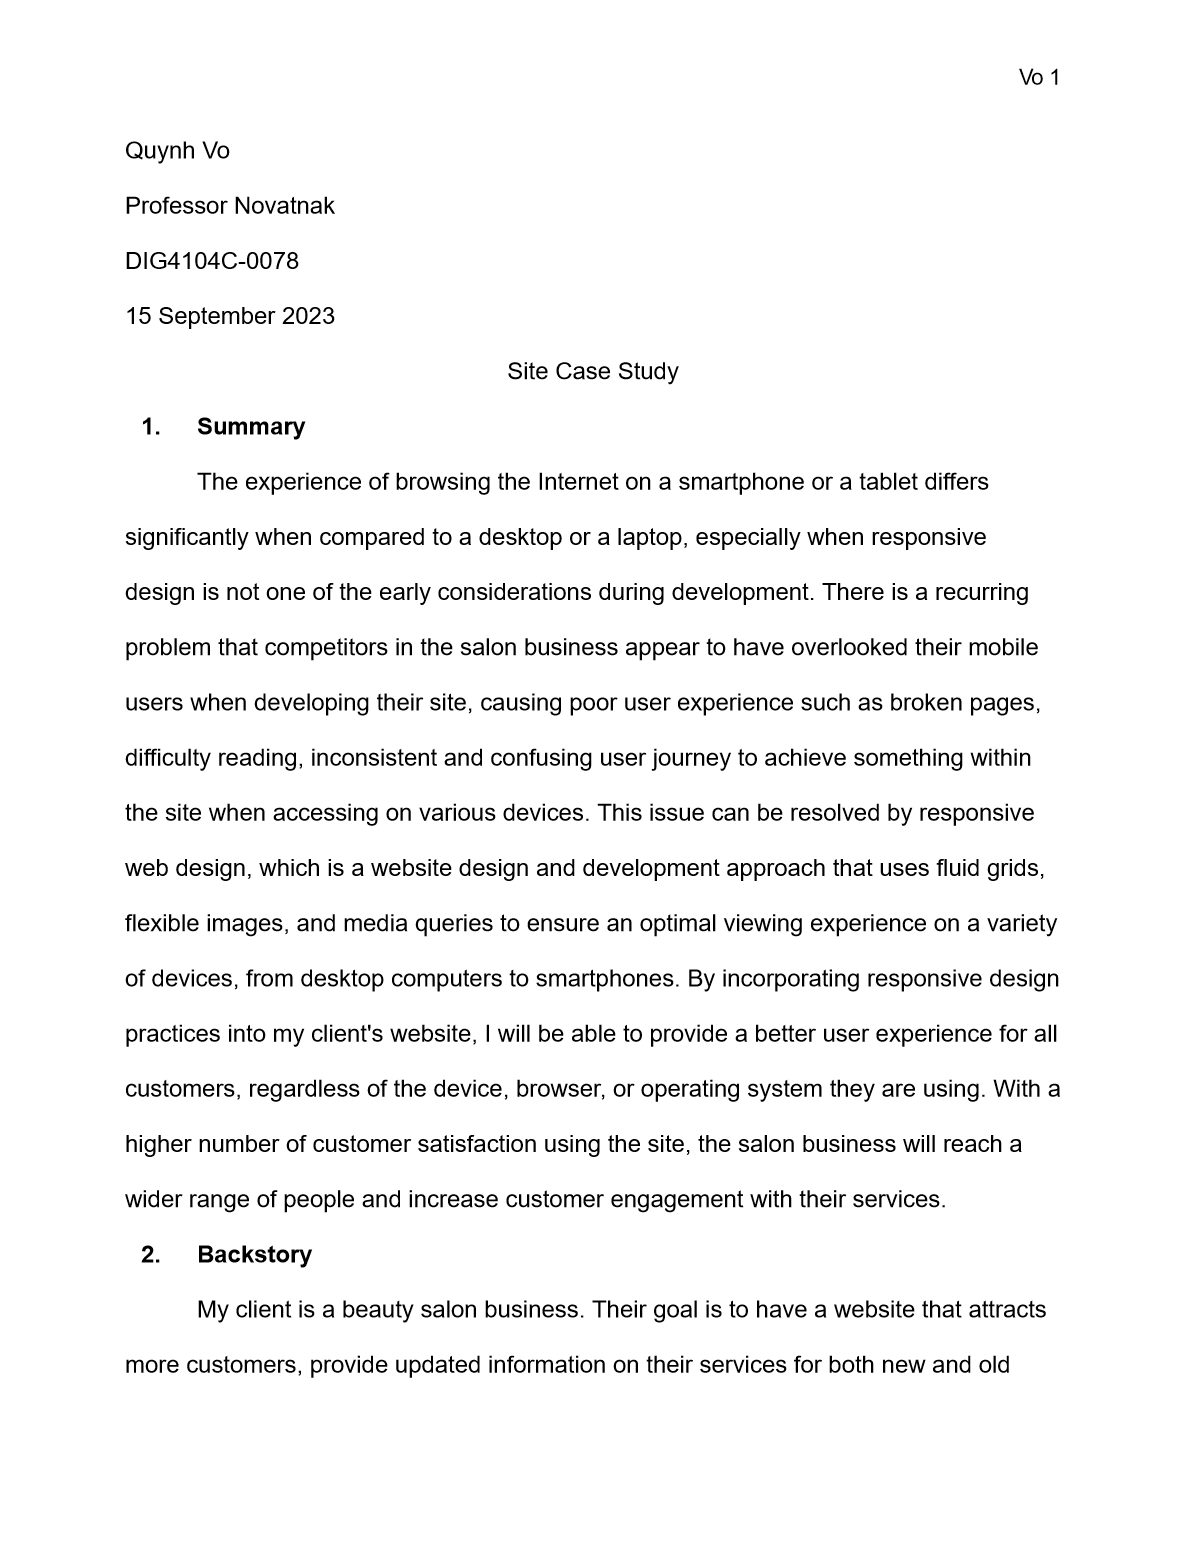 Vo 1
Quynh Vo
Professor Novatnak
DIG4104C-0078
15 September 2023
Site Case Study
1. Summary
The experience of browsing the Internet on a smartphone or a tablet differs
significantly when compared to a desktop or a laptop, especially when responsive
design is not one of the early considerations during development. There is a recurring
problem that competitors in the salon business appear to have overlooked their mobile
users when developing their site, causing poor user experience such as broken pages,
difficulty reading, inconsistent and confusing user journey to achieve something within
the site when accessing on various devices. This issue can be resolved by responsive
web design, which is a website design and development approach that uses fluid grids,
flexible images, and media queries to ensure an optimal viewing experience on a variety
of devices, from desktop computers to smartphones. By incorporating responsive design
practices into my client's website, I will be able to provide a better user experience for all
customers, regardless of the device, browser, or operating system they are using. With a
higher number of customer satisfaction using the site, the salon business will reach a
wider range of people and increase customer engagement with their services.
2. Backstory
My client is a beauty salon business. Their goal is to have a website that attracts
more customers, provide updated information on their services for both new and old